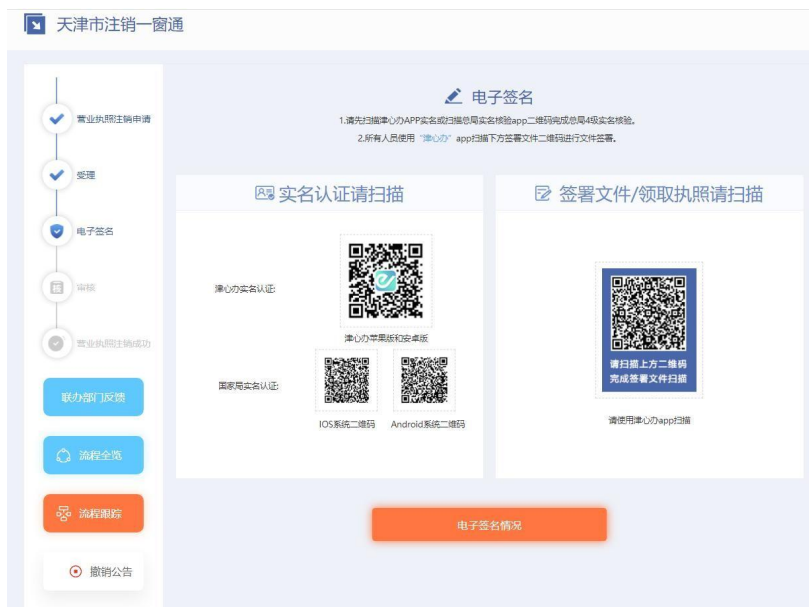 天津市注销一窗通
营业执照注销申请
受理
电子签名
审核
营业执照注销成功
联办部门反馈
流程全览
流程跟踪
撤销公告
电子签名
1.请先扫描津心办APP实名或扫描总局实名核验app二维码完成总局4级实名核验。
2.所有人员使用 "津心办" app扫描下方签署文件二维码进行文件签署。
实名认证请扫描
津心办实名认证:
津心办苹果版和安卓版
国家局实名认证:
IOS系统二维码
Android系统二维码
签署文件/领取执照请扫描
请扫描上方二维码
完成签署文件扫描
请使用津心办app扫描
电子签名情况